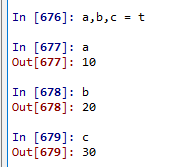 In [676]: a,b,c = t
In [677]: a
Out[677]: 10
In [678]: b
Out[678]: 20
In [679]: c
Out[679]: 30